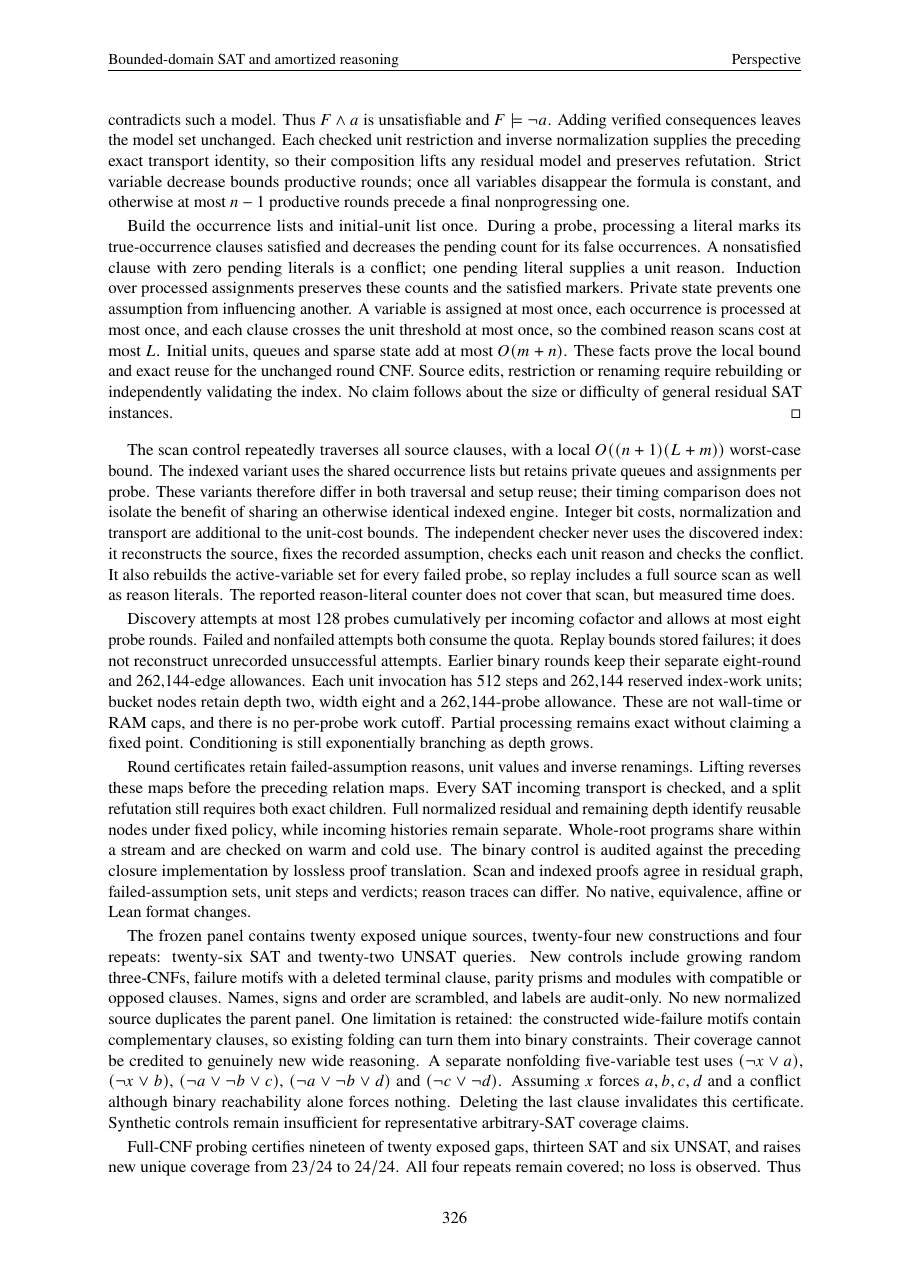 Bounded-domain SAT and amortized reasoning Perspective
contradicts such a model. Thus F ∧ a is unsatisfiable and F ⊨ ¬a. Adding verified consequences leaves
the model set unchanged. Each checked unit restriction and inverse normalization supplies the preceding
exact transport identity, so their composition lifts any residual model and preserves refutation. Strict
variable decrease bounds productive rounds; once all variables disappear the formula is constant, and
otherwise at most n − 1 productive rounds precede a final nonprogressing one.
Build the occurrence lists and initial-unit list once. During a probe, processing a literal marks its
true-occurrence clauses satisfied and decreases the pending count for its false occurrences. A nonsatisfied
clause with zero pending literals is a conflict; one pending literal supplies a unit reason. Induction
over processed assignments preserves these counts and the satisfied markers. Private state prevents one
assumption from influencing another. A variable is assigned at most once, each occurrence is processed at
most once, and each clause crosses the unit threshold at most once, so the combined reason scans cost at
most L. Initial units, queues and sparse state add at most O(m + n). These facts prove the local bound
and exact reuse for the unchanged round CNF. Source edits, restriction or renaming require rebuilding or
independently validating the index. No claim follows about the size or difficulty of general residual SAT
instances. □
The scan control repeatedly traverses all source clauses, with a local O((n + 1)(L + m)) worst-case
bound. The indexed variant uses the shared occurrence lists but retains private queues and assignments per
probe. These variants therefore differ in both traversal and setup reuse; their timing comparison does not
isolate the benefit of sharing an otherwise identical indexed engine. Integer bit costs, normalization and
transport are additional to the unit-cost bounds. The independent checker never uses the discovered index:
it reconstructs the source, fixes the recorded assumption, checks each unit reason and checks the conflict.
It also rebuilds the active-variable set for every failed probe, so replay includes a full source scan as well
as reason literals. The reported reason-literal counter does not cover that scan, but measured time does.
Discovery attempts at most 128 probes cumulatively per incoming cofactor and allows at most eight
probe rounds. Failed and nonfailed attempts both consume the quota. Replay bounds stored failures; it does
not reconstruct unrecorded unsuccessful attempts. Earlier binary rounds keep their separate eight-round
and 262,144-edge allowances. Each unit invocation has 512 steps and 262,144 reserved index-work units;
bucket nodes retain depth two, width eight and a 262,144-probe allowance. These are not wall-time or
RAM caps, and there is no per-probe work cutoff. Partial processing remains exact without claiming a
fixed point. Conditioning is still exponentially branching as depth grows.
Round certificates retain failed-assumption reasons, unit values and inverse renamings. Lifting reverses
these maps before the preceding relation maps. Every SAT incoming transport is checked, and a split
refutation still requires both exact children. Full normalized residual and remaining depth identify reusable
nodes under fixed policy, while incoming histories remain separate. Whole-root programs share within
a stream and are checked on warm and cold use. The binary control is audited against the preceding
closure implementation by lossless proof translation. Scan and indexed proofs agree in residual graph,
failed-assumption sets, unit steps and verdicts; reason traces can differ. No native, equivalence, affine or
Lean format changes.
The frozen panel contains twenty exposed unique sources, twenty-four new constructions and four
repeats: twenty-six SAT and twenty-two UNSAT queries. New controls include growing random
three-CNFs, failure motifs with a deleted terminal clause, parity prisms and modules with compatible or
opposed clauses. Names, signs and order are scrambled, and labels are audit-only. No new normalized
source duplicates the parent panel. One limitation is retained: the constructed wide-failure motifs contain
complementary clauses, so existing folding can turn them into binary constraints. Their coverage cannot
be credited to genuinely new wide reasoning. A separate nonfolding five-variable test uses (¬x ∨ a),
(¬x ∨ b), (¬a ∨ ¬b ∨ c), (¬a ∨ ¬b ∨ d) and (¬c ∨ ¬d). Assuming x forces a, b, c, d and a conflict
although binary reachability alone forces nothing. Deleting the last clause invalidates this certificate.
Synthetic controls remain insufficient for representative arbitrary-SAT coverage claims.
Full-CNF probing certifies nineteen of twenty exposed gaps, thirteen SAT and six UNSAT, and raises
new unique coverage from 23/24 to 24/24. All four repeats remain covered; no loss is observed. Thus
326